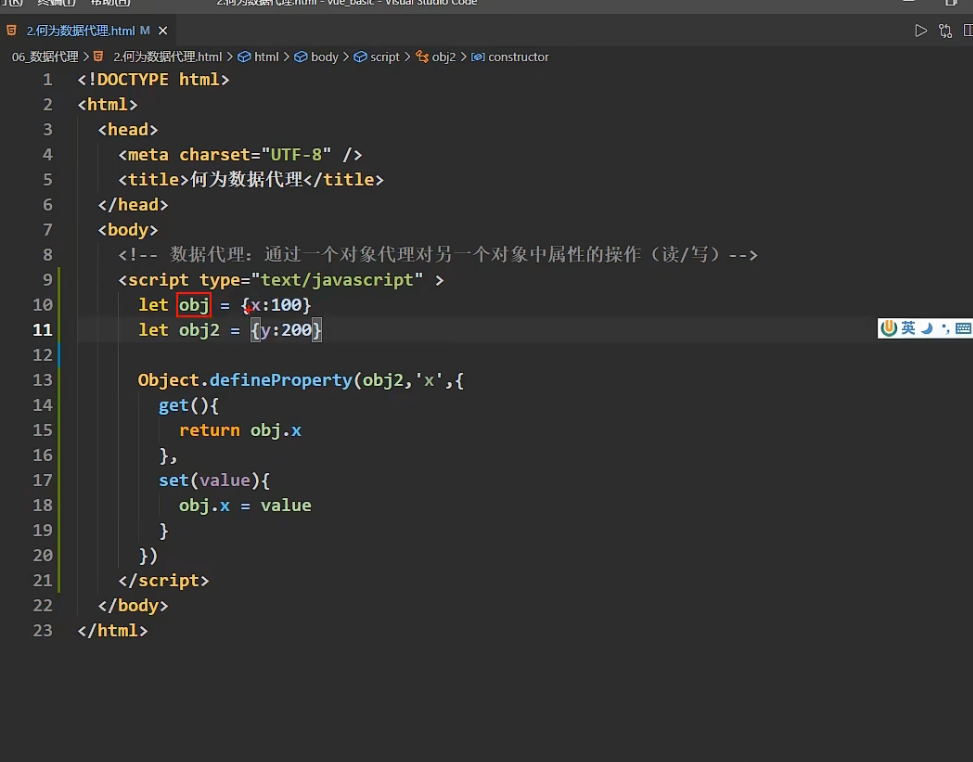 终端(T) 帮助(H) 2.何为数据代理.html - vue_basic - Visual Studio Code
2.何为数据代理.html M
06_数据代理 > 2.何为数据代理.html > html > body > script > obj2 > constructor
1 <!DOCTYPE html>
2 <html>
3 <head>
4 <meta charset="UTF-8" />
5 <title>何为数据代理</title>
6 </head>
7 <body>
8 <!-- 数据代理：通过一个对象代理对另一个对象中属性的操作（读/写）-->
9 <script type="text/javascript" >
10 let obj = {x:100}
11 let obj2 = {y:200}
英
12
13 Object.defineProperty(obj2,'x',{
14 get(){
15 return obj.x
16 },
17 set(value){
18 obj.x = value
19 }
20 })
21 </script>
22 </body>
23 </html>